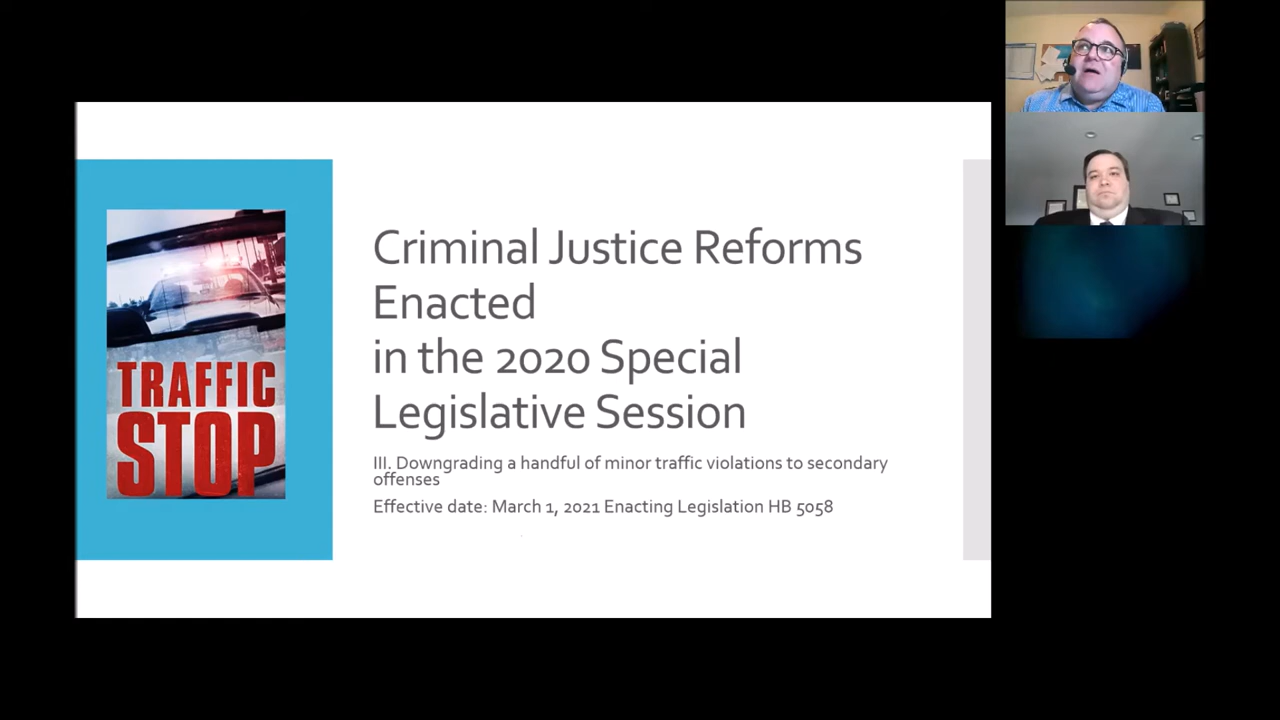 TRAFFIC
STOP
Criminal Justice Reforms
Enacted
in the 2020 Special
Legislative Session
III. Downgrading a handful of minor traffic violations to secondary
offenses
Effective date: March 1, 2021 Enacting Legislation HB 5058